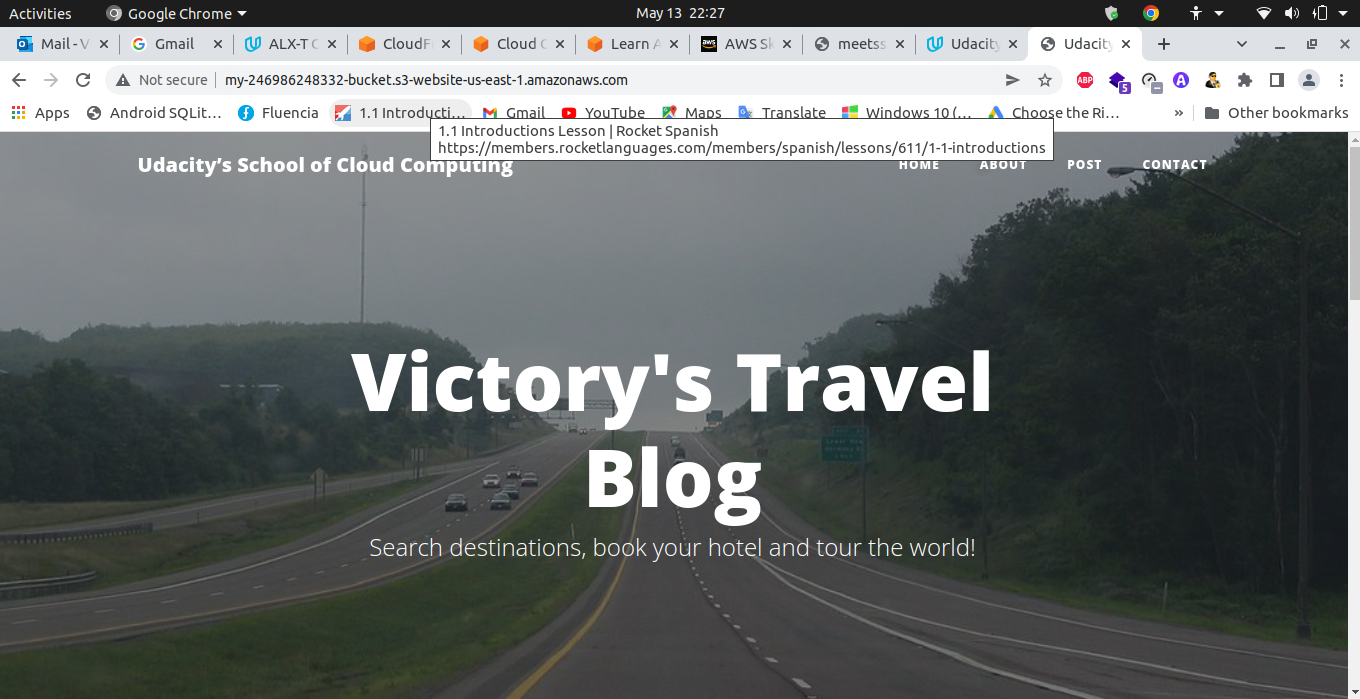 Activities
Google Chrome
May 13 22:27
Mail - V
Gmail
ALX-T C
CloudF
Cloud C
Learn A
AWS Sk
meetss
Udacity
Udacity
Not secure
my-246986248332-bucket.s3-website-us-east-1.amazonaws.com
ABP
5
A
Apps
Android SQLit…
Fluencia
1.1 Introducti…
Gmail
YouTube
Maps
Translate
Windows 10 (…
Choose the Ri…
»
Other bookmarks
1.1 Introductions Lesson | Rocket Spanish
https://members.rocketlanguages.com/members/spanish/lessons/611/1-1-introductions
Udacity’s School of Cloud Computing
HOME
ABOUT
POST
CONTACT
Victory's Travel
Blog
Search destinations, book your hotel and tour the world!